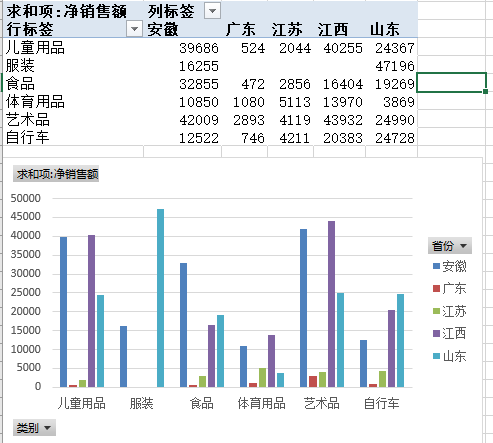 求和项:净销售额 列标签
行标签 安徽 广东 江苏 江西 山东
儿童用品 39686 524 2044 40255 24367
服装 16255 47196
食品 32855 472 2856 16404 19269
体育用品 10850 1080 5113 13970 3869
艺术品 42009 2893 4119 43932 24990
自行车 12522 746 4211 20383 24728
求和项:净销售额
50000
45000
40000
35000
30000
25000
20000
15000
10000
5000
0
儿童用品 服装 食品 体育用品 艺术品 自行车
省份
安徽
广东
江苏
江西
山东
类别